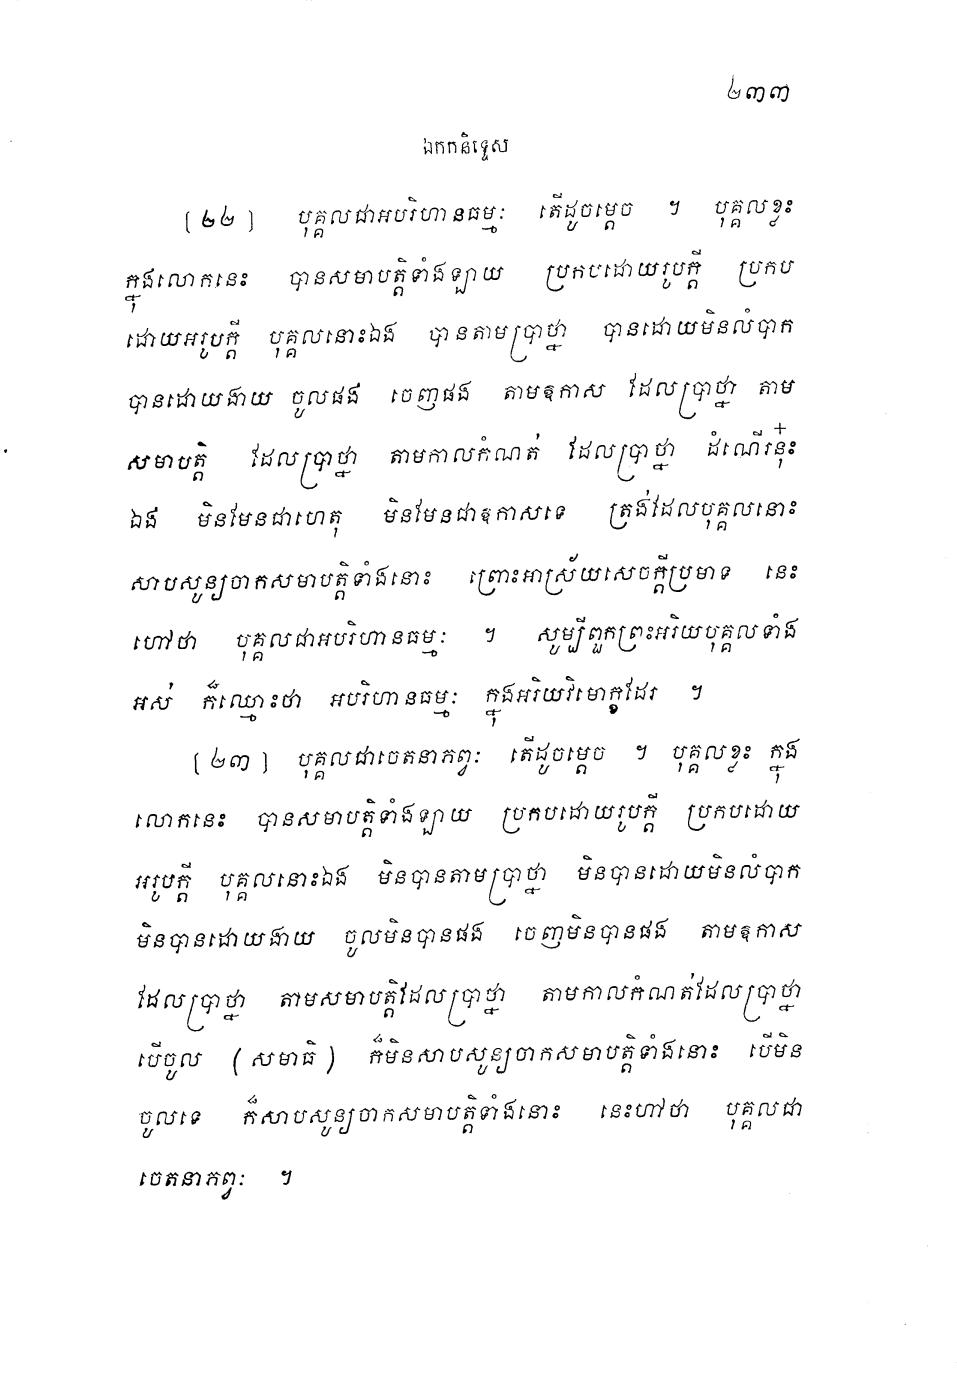 ២៣៣
ឯកកនិទ្ទេស
[ ២២ ] បុគ្គលជាអបរិហានធម្មៈ តើដូចម្តេច ។ បុគ្គលខ្លះ
ក្នុងលោកនេះ បានសមាបត្តិទាំងឡាយ ប្រកបដោយរូបក្តី ប្រកប
ដោយអរូបក្តី បុគ្គលនោះឯង បានតាមប្រាថ្នា បានដោយមិនលំបាក
បានដោយងាយ ចូលផង ចេញផង តាមឱកាស ដែលប្រាថ្នា តាម
សមាបត្តិ ដែលប្រាថ្នា តាមកាលកំណត់ ដែលប្រាថ្នា ដំណើរនុ៎ះ
ឯង មិនមែនជាហេតុ មិនមែនជាឱកាសទេ ត្រង់ដែលបុគ្គលនោះ
សាបសូន្យចាកសមាបត្តិទាំងនោះ ព្រោះអាស្រ័យសេចក្តីប្រមាទ នេះ
ហៅថា បុគ្គលជាអបរិហានធម្មៈ ។ សូម្បីពួកព្រះអរិយបុគ្គលទាំង
អស់ ក៏ឈ្មោះថា អបរិហានធម្មៈ ក្នុងអរិយវិមោក្ខដែរ ។
[ ២៣ ] បុគ្គលជាចេតនាភព្វៈ តើដូចម្តេច ។ បុគ្គលខ្លះ ក្នុង
លោកនេះ បានសមាបត្តិទាំងឡាយ ប្រកបដោយរូបក្តី ប្រកបដោយ
អរូបក្តី បុគ្គលនោះឯង មិនបានតាមប្រាថ្នា មិនបានដោយមិនលំបាក
មិនបានដោយងាយ ចូលមិនបានផង ចេញមិនបានផង តាមឱកាស
ដែលប្រាថ្នា តាមសមាបត្តិដែលប្រាថ្នា តាមកាលកំណត់ដែលប្រាថ្នា
បើចូល ( សមាធិ ) ក៏មិនសាបសូន្យចាកសមាបត្តិទាំងនោះ បើមិន
ចូលទេ ក៏សាបសូន្យចាកសមាបត្តិទាំងនោះ នេះហៅថា បុគ្គលជា
ចេតនាភព្វៈ ។